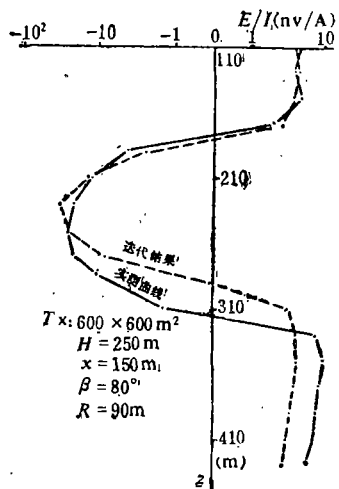 E/I (nv/A)
-10² -10 -1 0 1 10
110
210
迭代结果
实测曲线
310
Tx: 600 × 600 m²
H = 250 m
x = 150 m
β = 80°
R = 90m
410
(m)
z